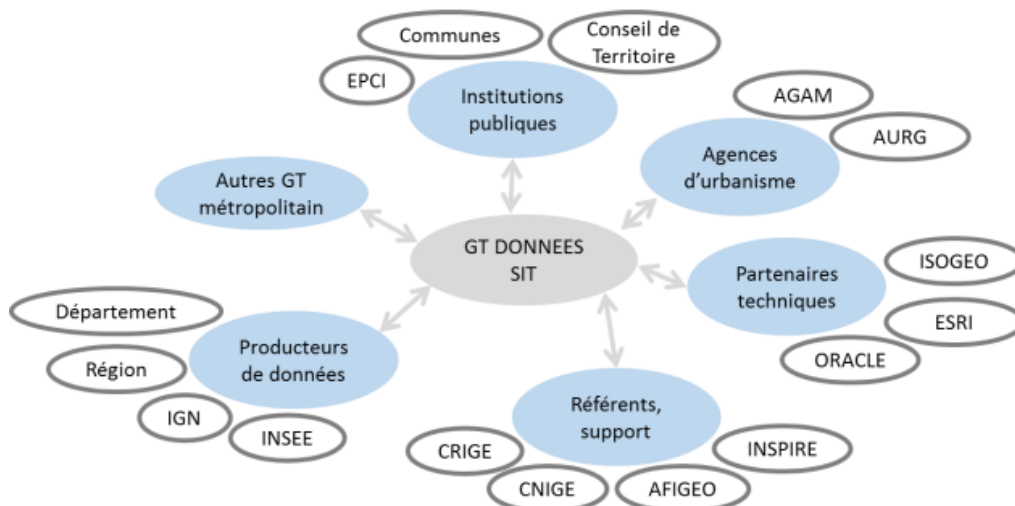 Communes
Conseil de
Territoire
EPCI
Institutions
publiques
AGAM
AURG
Agences
d'urbanisme
Autres GT
métropolitain
GT DONNEES
SIT
Partenaires
techniques
ISOGEO
ESRI
ORACLE
Département
Producteurs
de données
Région
IGN
INSEE
Référents,
support
CRIGE
CNIGE
AFIGEO
INSPIRE